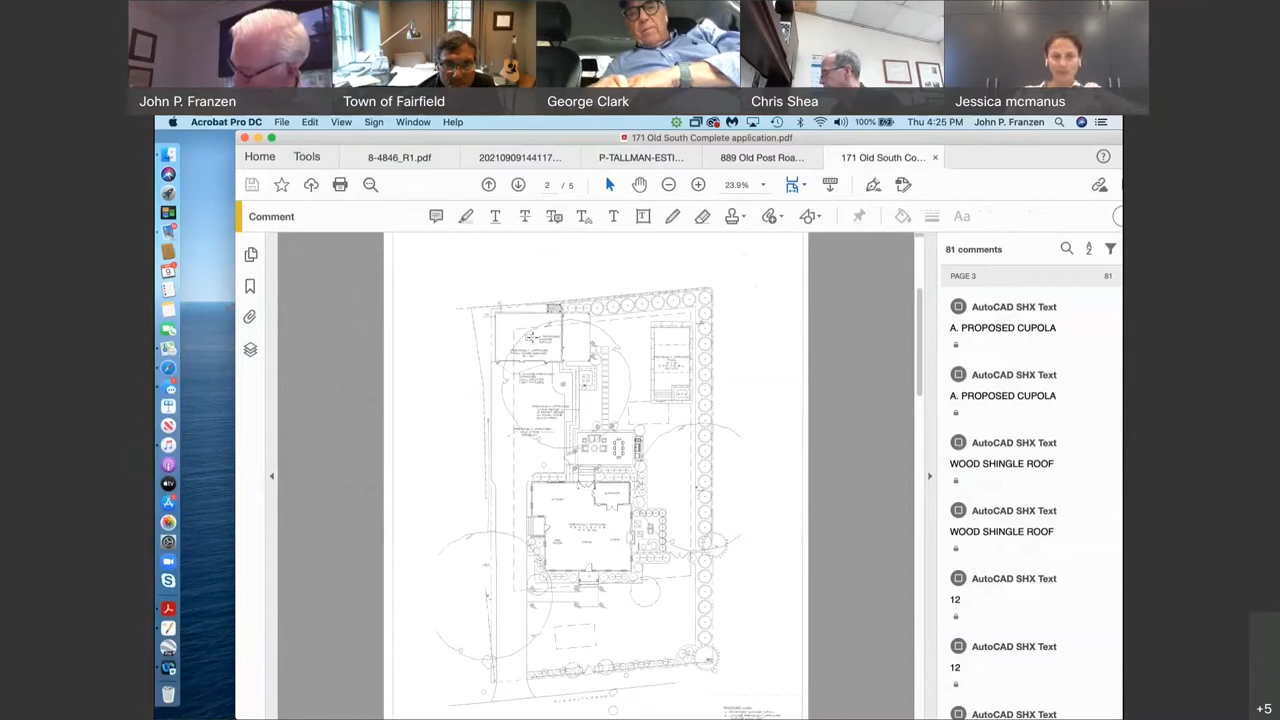 John P. Franzen
Town of Fairfield
George Clark
Chris Shea
Jessica mcmanus
Acrobat Pro DC File Edit View Sign Window Help
100% Thu 4:25 PM John P. Franzen
171 Old South Complete application.pdf
Home Tools 8-4846_R1.pdf 20210909144117... P-TALLMAN-ESTI... 889 Old Post Roa... 171 Old South Co... ×
2 / 5 23.9%
Comment
Aa
81 comments
PAGE 3 81
AutoCAD SHX Text
A. PROPOSED CUPOLA
AutoCAD SHX Text
A. PROPOSED CUPOLA
AutoCAD SHX Text
WOOD SHINGLE ROOF
AutoCAD SHX Text
WOOD SHINGLE ROOF
AutoCAD SHX Text
12
AutoCAD SHX Text
12
AutoCAD SHX Text
+5